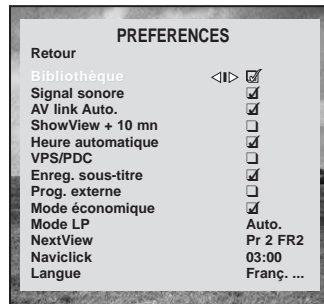 PREFERENCES
Retour
Bibliothèque
Signal sonore
AV link Auto.
ShowView + 10 mn
Heure automatique
VPS/PDC
Enreg. sous-titre
Prog. externe
Mode économique
Mode LP Auto.
NextView Pr 2 FR2
Naviclick 03:00
Langue Franç. ...